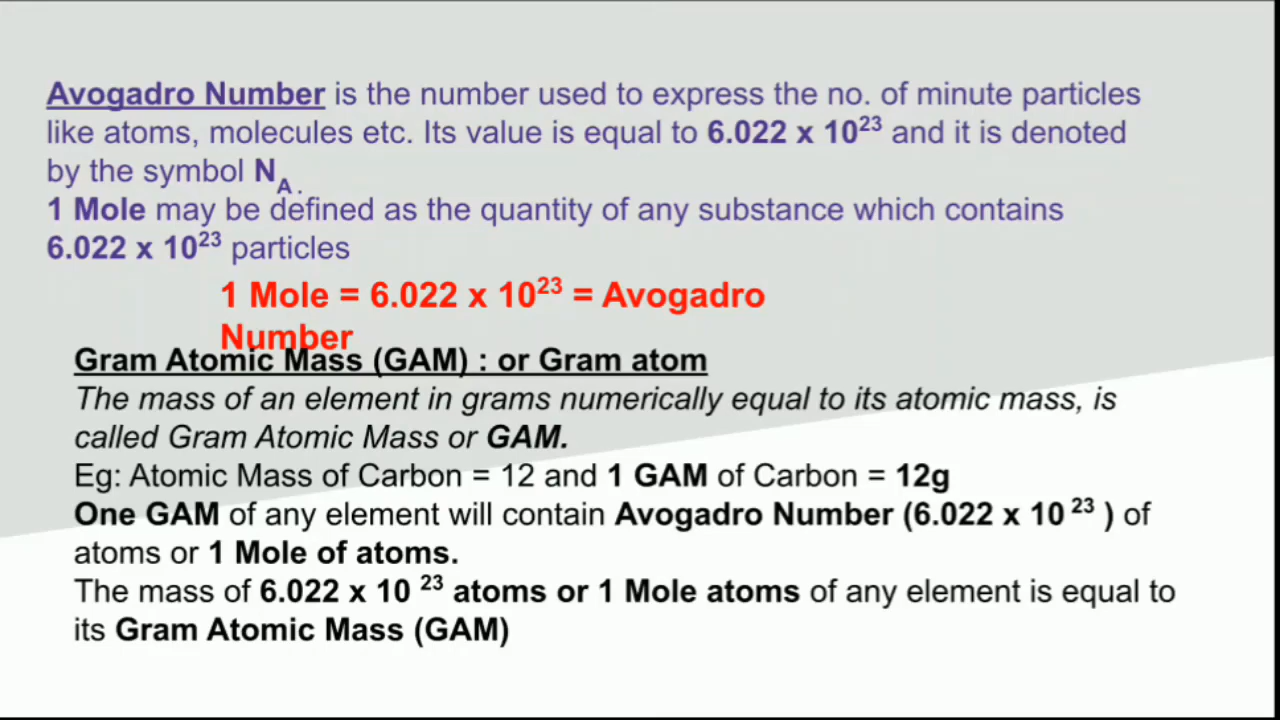 Avogadro Number is the number used to express the no. of minute particles
like atoms, molecules etc. Its value is equal to 6.022 x 10²³ and it is denoted
by the symbol N_A.
1 Mole may be defined as the quantity of any substance which contains
6.022 x 10²³ particles
1 Mole = 6.022 x 10²³ = Avogadro
Number
Gram Atomic Mass (GAM) : or Gram atom
The mass of an element in grams numerically equal to its atomic mass, is
called Gram Atomic Mass or GAM.
Eg: Atomic Mass of Carbon = 12 and 1 GAM of Carbon = 12g
One GAM of any element will contain Avogadro Number (6.022 x 10 ²³ ) of
atoms or 1 Mole of atoms.
The mass of 6.022 x 10 ²³ atoms or 1 Mole atoms of any element is equal to
its Gram Atomic Mass (GAM)